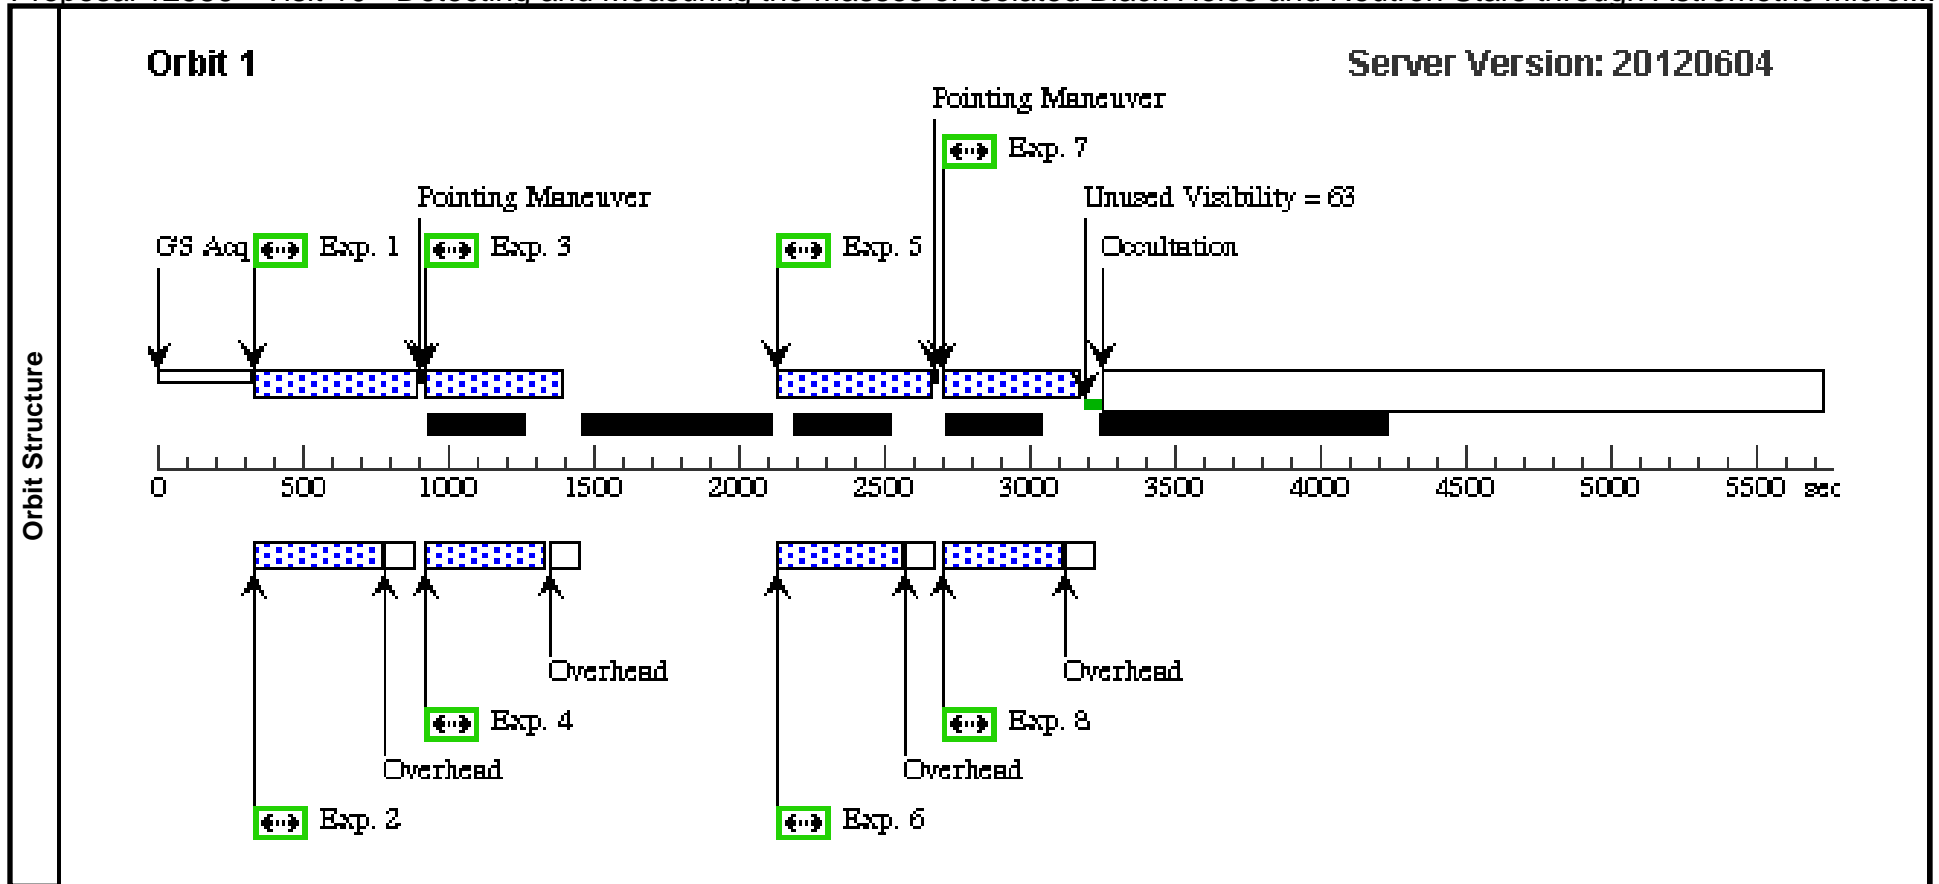 Orbit 1
Server Version: 20120604
Pointing Maneuver
Exp. 7
Pointing Maneuver
Unused Visibility = 63
GS Acq
Exp. 1
Exp. 3
Exp. 5
Occultation
Orbit Structure
0 500 1000 1500 2000 2500 3000 3500 4000 4500 5000 5500 sec
Overhead
Overhead
Exp. 4
Exp. 8
Overhead
Overhead
Exp. 2
Exp. 6